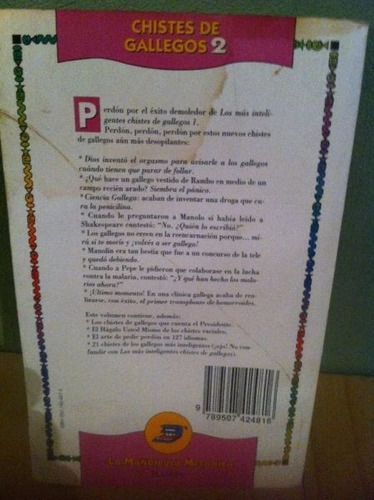 CHISTES DE
GALLEGOS 2
Perdón por el éxito demoledor de Los más inteli-
gentes chistes de gallegos 1.
Perdón, perdón, perdón por estos nuevos chistes
de gallegos aún más desopilantes:
* Dios inventó el orgasmo para avisarle a los gallegos
cuándo tienen que parar de follar.
* ¿Qué hace un gallego vestido de Rambo en medio de un
campo recién arado? Siembra el pánico.
* Ciencia Gallega: acaban de inventar una droga que cu-
ra la penicilina.
* Cuando le preguntaron a Manolo si había leído a
Shakespeare contestó: "No. ¿Quién lo escribió?"
* Los gallegos no creen en la reencarnación porque... mi-
rá si te morís y ¡volvés a ser gallego!
* Manolín era tan bestia que fue a un concurso de la tele
y quedó debiendo.
* Cuando a Pepe le pidieron que colaborase en la lucha
contra la malaria, contestó: "¿Y qué han hecho los ma-
larios ahora?"
* ¡Último momento! En una clínica gallega acaba de rea-
lizarse, con éxito, el primer transplante de hemorroides.
Este volumen contiene, además:
* Los chistes de gallegos que cuenta el Presidente.
* El Hágalo Usted Mismo de los chistes raciales.
* El arte de pedir perdón en 127 idiomas.
* 21 chistes de los gallegos más inteligentes (¡ojo! No con-
fundir con Los más inteligentes chistes de gallegos).
9 789507 424816
La Mandíbula Mecánica